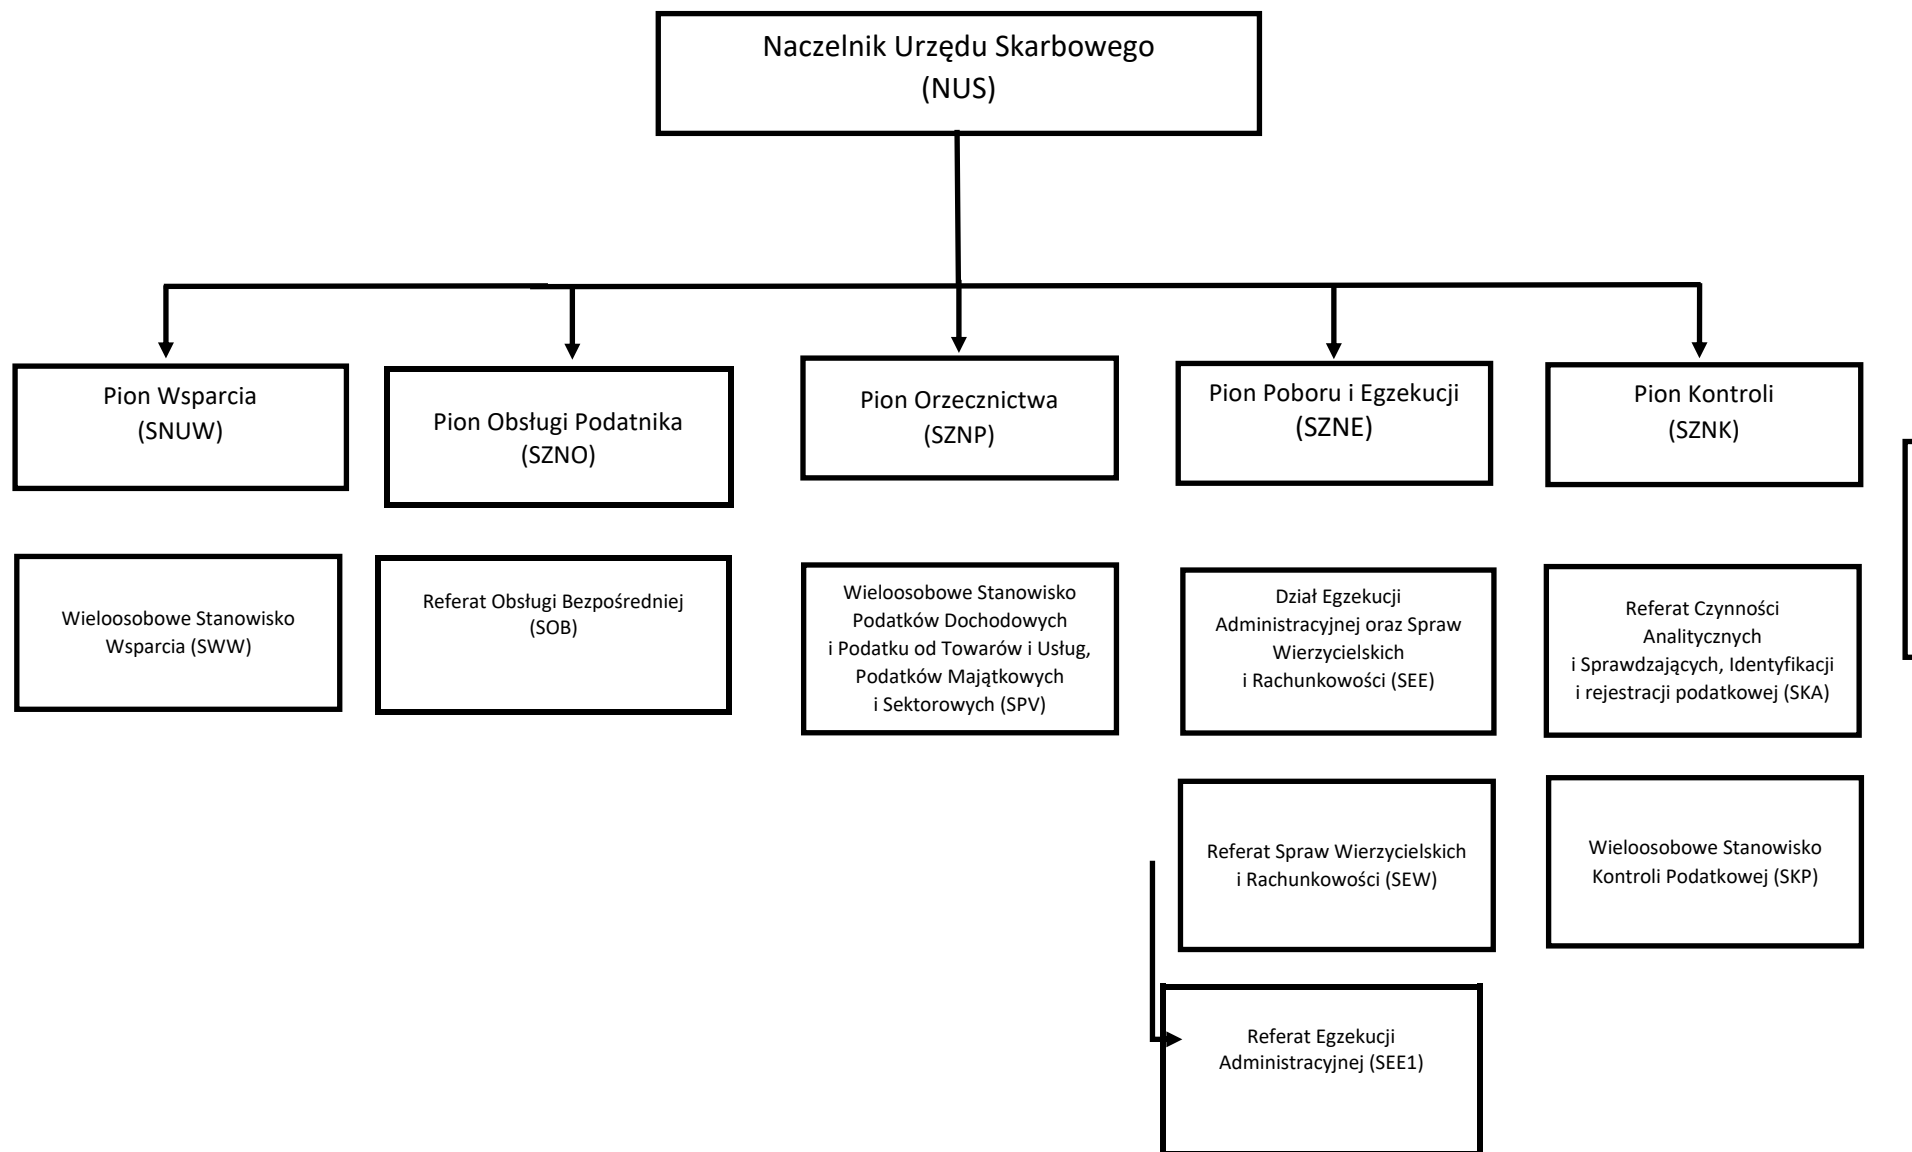 Naczelnik Urzędu Skarbowego
(NUS)
Pion Wsparcia
(SNUW)
Pion Obsługi Podatnika
(SZNO)
Pion Orzecznictwa
(SZNP)
Pion Poboru i Egzekucji
(SZNE)
Pion Kontroli
(SZNK)
Wieloosobowe Stanowisko
Wsparcia (SWW)
Referat Obsługi Bezpośredniej
(SOB)
Wieloosobowe Stanowisko
Podatków Dochodowych
i Podatku od Towarów i Usług,
Podatków Majątkowych
i Sektorowych (SPV)
Dział Egzekucji
Administracyjnej oraz Spraw
Wierzycielskich
i Rachunkowości (SEE)
Referat Czynności
Analitycznych
i Sprawdzających, Identyfikacji
i rejestracji podatkowej (SKA)
Referat Spraw Wierzycielskich
i Rachunkowości (SEW)
Wieloosobowe Stanowisko
Kontroli Podatkowej (SKP)
Referat Egzekucji
Administracyjnej (SEE1)